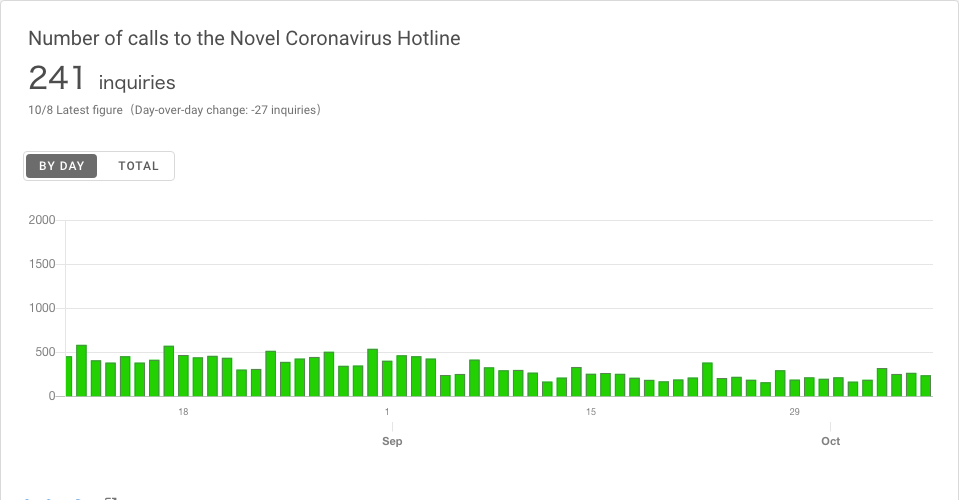 Number of calls to the Novel Coronavirus Hotline
241 inquiries
10/8 Latest figure（Day-over-day change: -27 inquiries）
BY DAY TOTAL
2000
1500
1000
500
0
18 1 15 29
Sep Oct